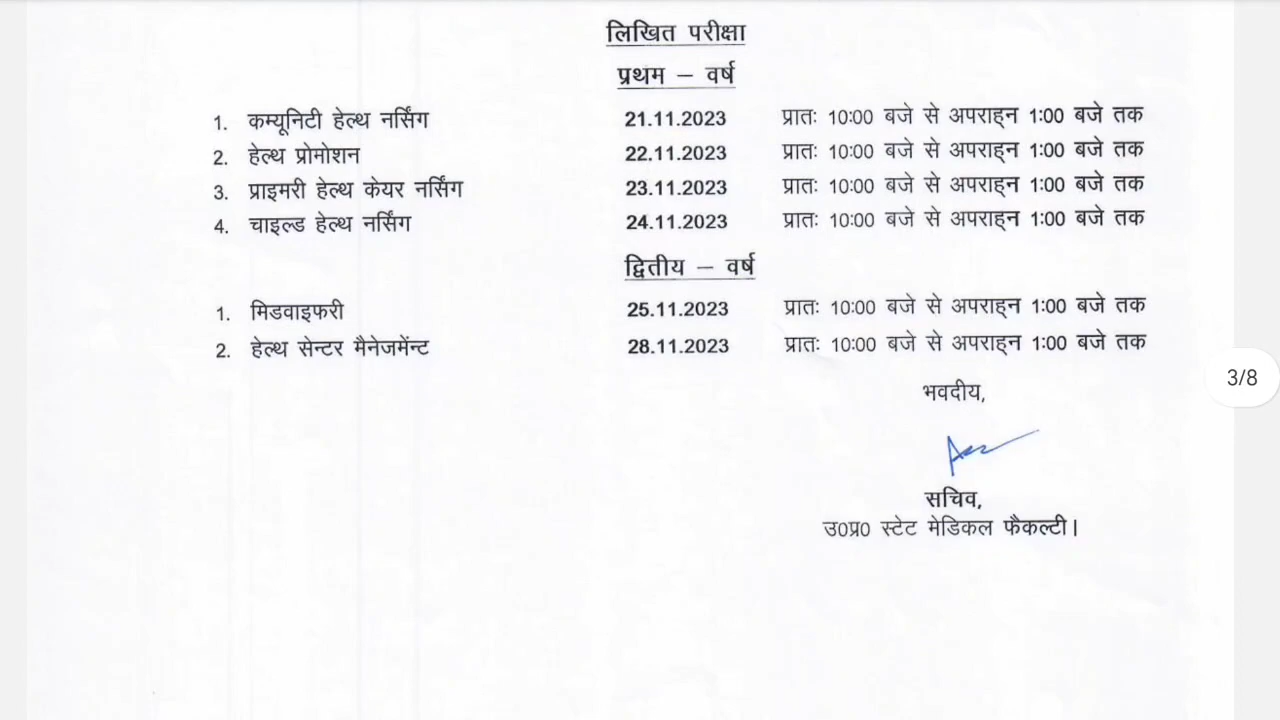 लिखित परीक्षा
प्रथम – वर्ष
1. कम्यूनिटी हेल्थ नर्सिंग 21.11.2023 प्रातः 10:00 बजे से अपराह्न 1:00 बजे तक
2. हेल्थ प्रोमोशन 22.11.2023 प्रातः 10:00 बजे से अपराह्न 1:00 बजे तक
3. प्राइमरी हेल्थ केयर नर्सिंग 23.11.2023 प्रातः 10:00 बजे से अपराह्न 1:00 बजे तक
4. चाइल्ड हेल्थ नर्सिंग 24.11.2023 प्रातः 10:00 बजे से अपराह्न 1:00 बजे तक
द्वितीय – वर्ष
1. मिडवाइफरी 25.11.2023 प्रातः 10:00 बजे से अपराह्न 1:00 बजे तक
2. हेल्थ सेन्टर मैनेजमेंन्ट 28.11.2023 प्रातः 10:00 बजे से अपराह्न 1:00 बजे तक
3/8
भवदीय,
सचिव,
उ0प्र0 स्टेट मेडिकल फैकल्टी।